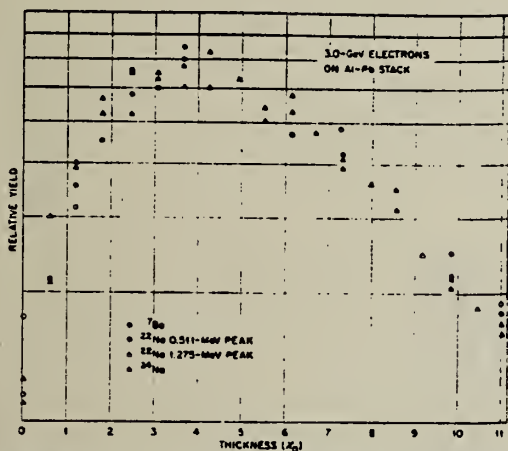 3.0-GeV ELECTRONS
ON Al-Pb STACK
RELATIVE YIELD
⁷Be
²²Na 0.511-MeV PEAK
²²Na 1.275-MeV PEAK
²⁴Na
0 1 2 3 4 5 6 7 8 9 10 11
THICKNESS (X₀)